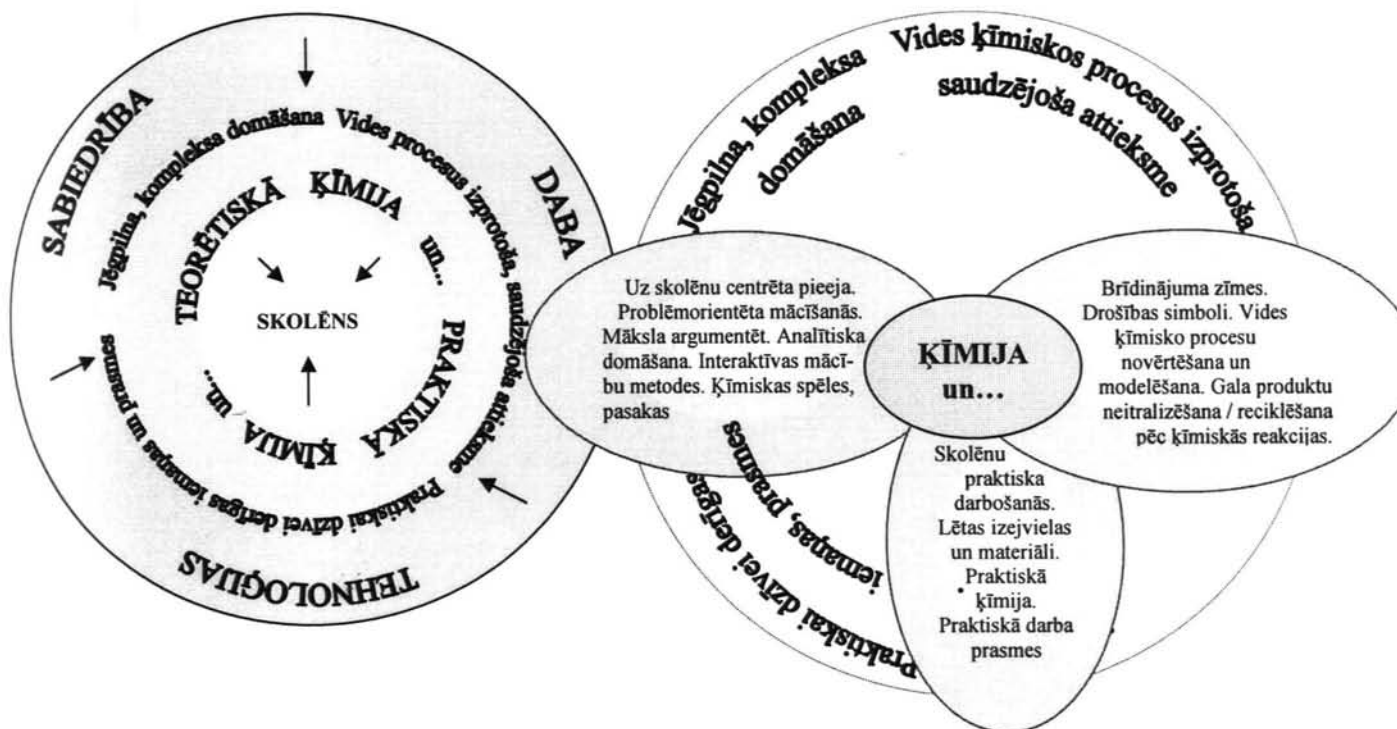 SABIEDRĪBA
DABA
TEHNOLOĢIJAS
Jēgpilna, kompleksa domāšana
Vides procesus izprotoša, saudzējoša attieksme
Praktiskai dzīvei derīgas iemaņas un prasmes
TEORĒTISKĀ ĶĪMIJA un...
PRAKTISKĀ ĶĪMIJA un...
SKOLĒNS
Jēgpilna, kompleksa
domāšana
Vides ķīmiskos procesus izprotoša
saudzējoša attieksme
Uz skolēnu centrēta pieeja.
Problēmorientēta mācīšanās.
Māksla argumentēt. Analītiska
domāšana. Interaktīvas mācī-
bu metodes. Ķīmiskas spēles,
pasakas
ĶĪMIJA
un...
Brīdinājuma zīmes.
Drošības simboli. Vides
ķīmisko procesu
novērtēšana un
modelēšana. Gala produktu
neitralizēšana / reciklēšana
pēc ķīmiskās reakcijas.
Skolēnu
praktiska
darbošanās.
Lētas izejvielas
un materiāli.
Praktiskā
ķīmija.
Praktiskā darba
prasmes
Praktiskai dzīvei derīgas
iemaņas, prasmes